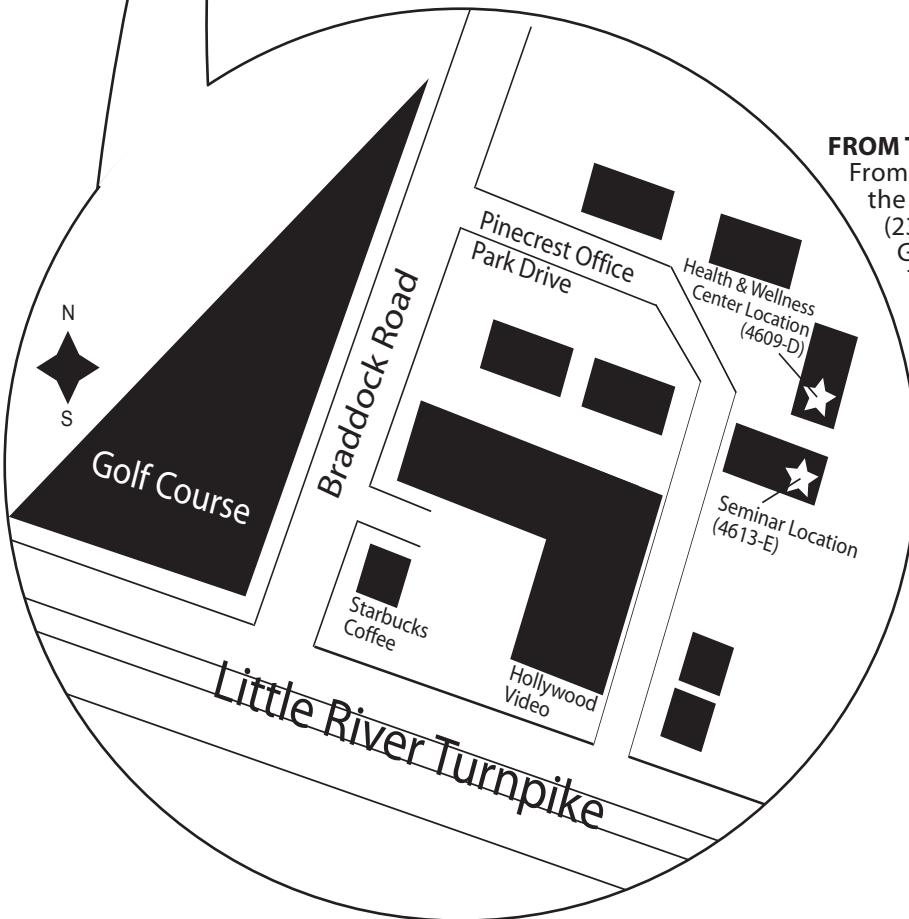 FROM
From
the
Pinecrest Office
Park Drive
Health & Wellness
Center Location
(4609-D)
N
S
Braddock Road
Golf Course
Seminar Location
(4613-E)
Starbucks
Coffee
Hollywood
Video
Little River Turnpike